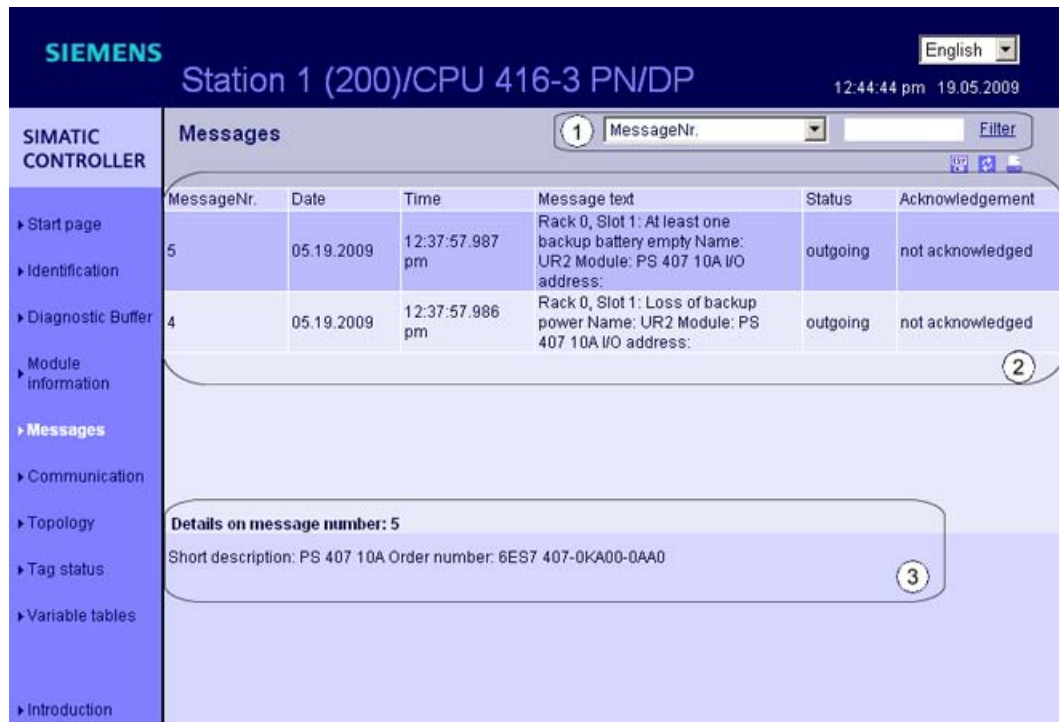 SIEMENS
English
Station 1 (200)/CPU 416-3 PN/DP
12:44:44 pm 19.05.2009
SIMATIC
CONTROLLER
Messages
1
MessageNr.
Filter
MessageNr. Date Time Message text Status Acknowledgement
5 05.19.2009 12:37:57.987 pm Rack 0, Slot 1: At least one
backup battery empty Name:
UR2 Module: PS 407 10A I/O
address:
outgoing not acknowledged
4 05.19.2009 12:37:57.986 pm Rack 0, Slot 1: Loss of backup
power Name: UR2 Module: PS
407 10A I/O address:
outgoing not acknowledged
2
Details on message number: 5
Short description: PS 407 10A Order number: 6ES7 407-0KA00-0AA0
3
Start page
Identification
Diagnostic Buffer
Module
information
Messages
Communication
Topology
Tag status
Variable tables
Introduction